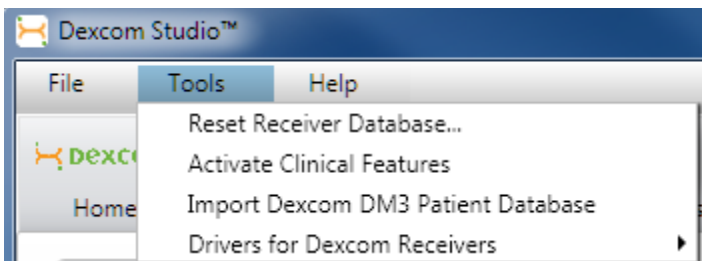 Dexcom Studio™
File Tools Help
Reset Receiver Database...
Activate Clinical Features
Import Dexcom DM3 Patient Database
Home
Drivers for Dexcom Receivers